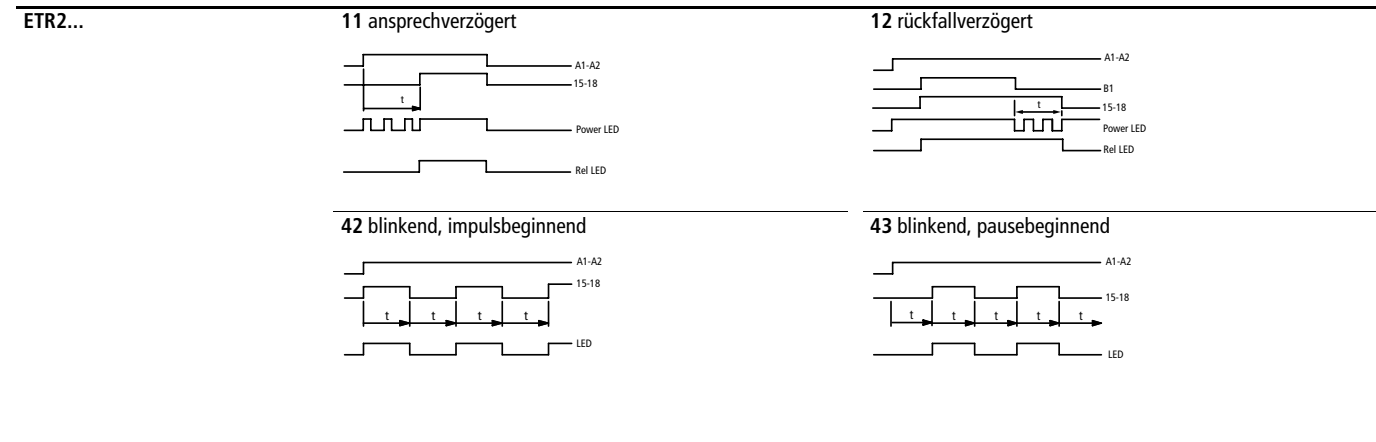 ETR2...
11 ansprechverzögert
A1-A2
15-18
t
Power LED
Rel LED
12 rückfallverzögert
A1-A2
B1
15-18
t
Power LED
Rel LED
42 blinkend, impulsbeginnend
A1-A2
15-18
t t t t
LED
43 blinkend, pausebeginnend
A1-A2
15-18
t t t t t
LED